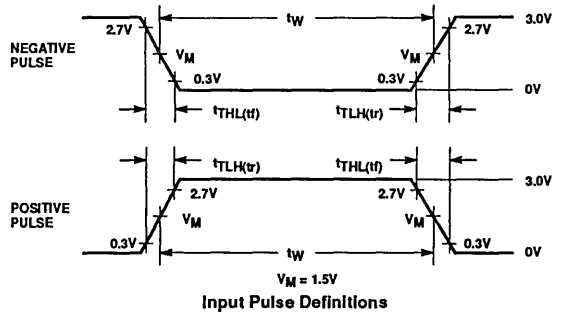 NEGATIVE
PULSE
2.7V
VM
0.3V
tW
0.3V
VM
2.7V
3.0V
0V
tTHL(tf)
tTLH(tr)
POSITIVE
PULSE
tTLH(tr)
tTHL(tf)
0.3V
2.7V
VM
tW
2.7V
VM
0.3V
3.0V
0V
VM = 1.5V
Input Pulse Definitions